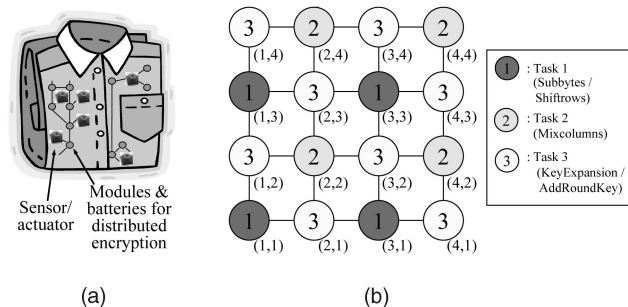 Sensor/
actuator
Modules &
batteries for
distributed
encryption
(a)
3 2 3 2
(1,4) (2,4) (3,4) (4,4)
1 3 1 3
(1,3) (2,3) (3,3) (4,3)
3 2 3 2
(1,2) (2,2) (3,2) (4,2)
1 3 1 3
(1,1) (2,1) (3,1) (4,1)
(b)
1 : Task 1
(Subbytes /
Shiftrows)
2 : Task 2
(Mixcolumns)
3 : Task 3
(KeyExpansion /
AddRoundKey)